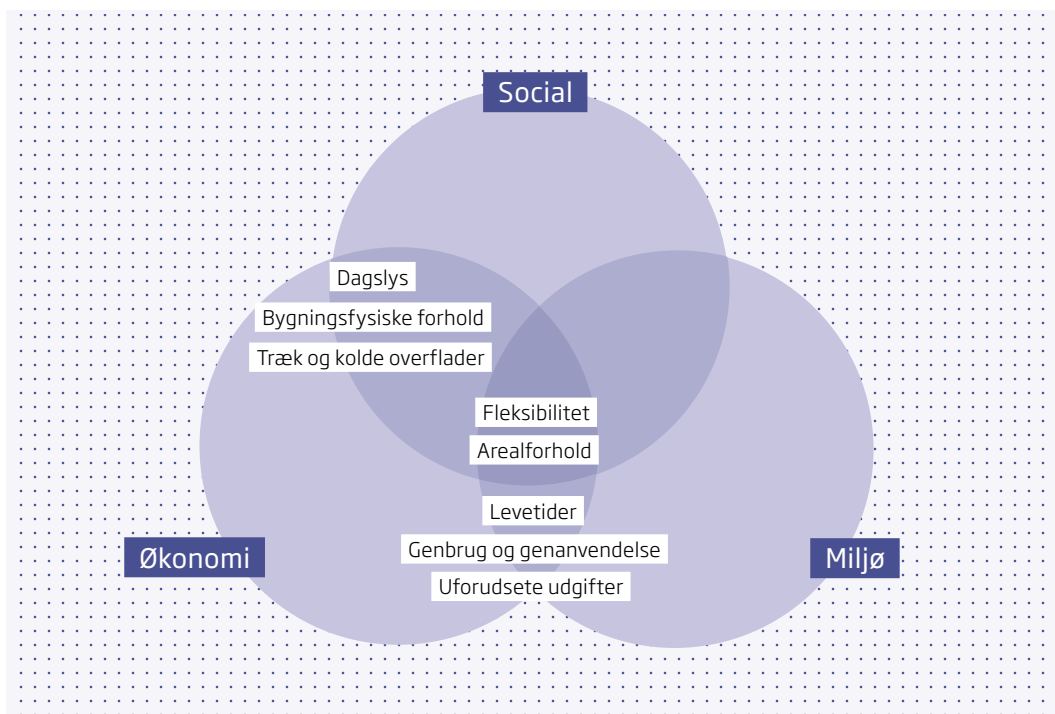 Social
Dagslys
Bygningsfysiske forhold
Træk og kolde overflader
Fleksibilitet
Arealforhold
Levetider
Genbrug og genanvendelse
Uforudsete udgifter
Økonomi
Miljø